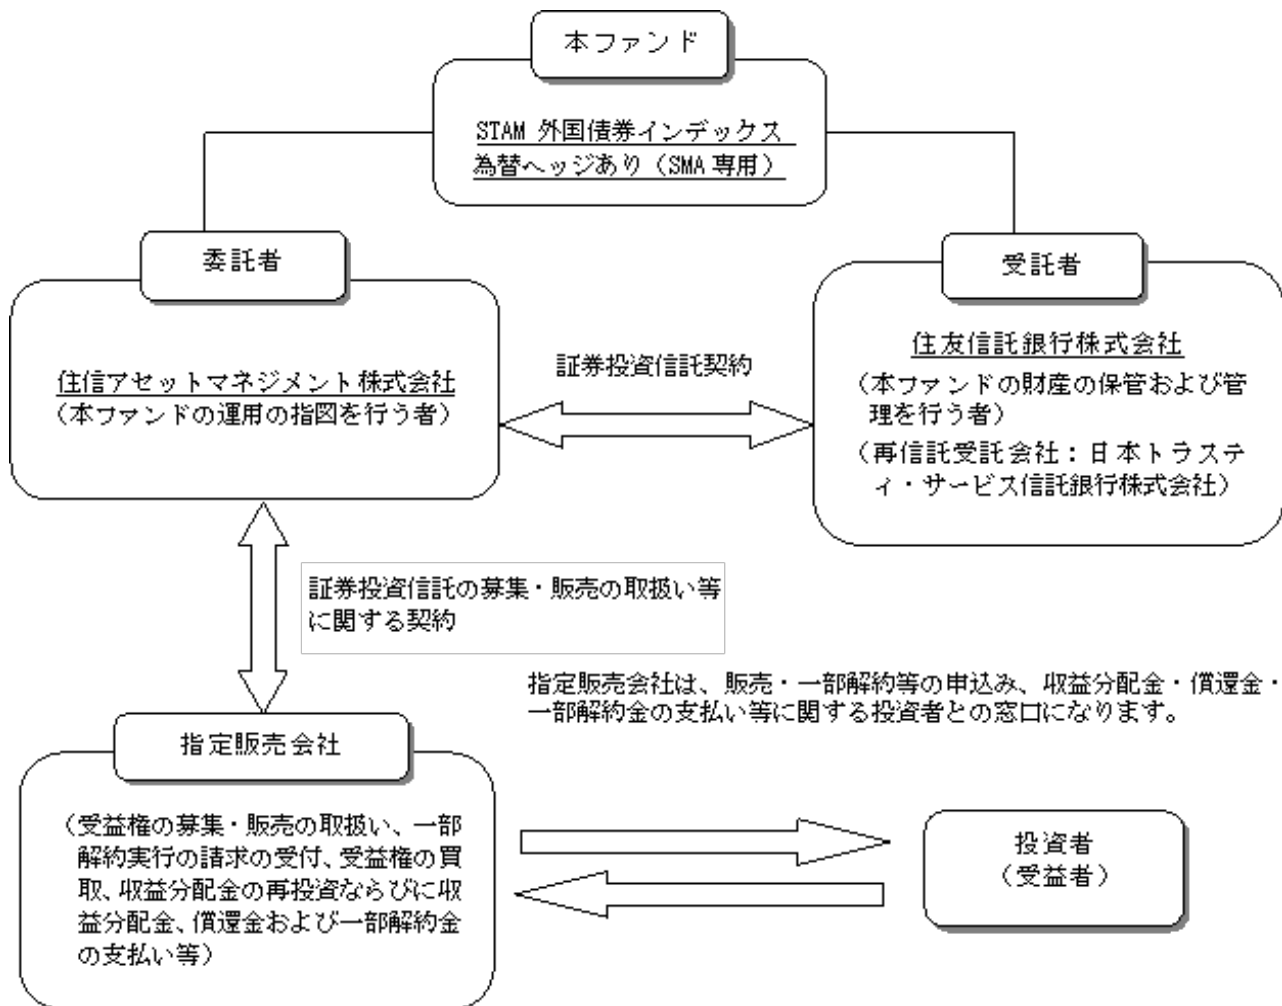 本ファンド
STAM 外国債券インデックス
為替ヘッジあり（SMA 専用）
委託者
受託者
住信アセットマネジメント株式会社
（本ファンドの運用の指図を行う者）
証券投資信託契約
住友信託銀行株式会社
（本ファンドの財産の保管および管
理を行う者）
（再信託受託会社：日本トラステ
ィ・サービス信託銀行株式会社）
証券投資信託の募集・販売の取扱い等
に関する契約
指定販売会社は、販売・一部解約等の申込み、収益分配金・償還金・
一部解約金の支払い等に関する投資者との窓口になります。
指定販売会社
（受益権の募集・販売の取扱い、一部
解約実行の請求の受付、受益権の買
取、収益分配金の再投資ならびに収
益分配金、償還金および一部解約金
の支払い等）
投資者
（受益者）